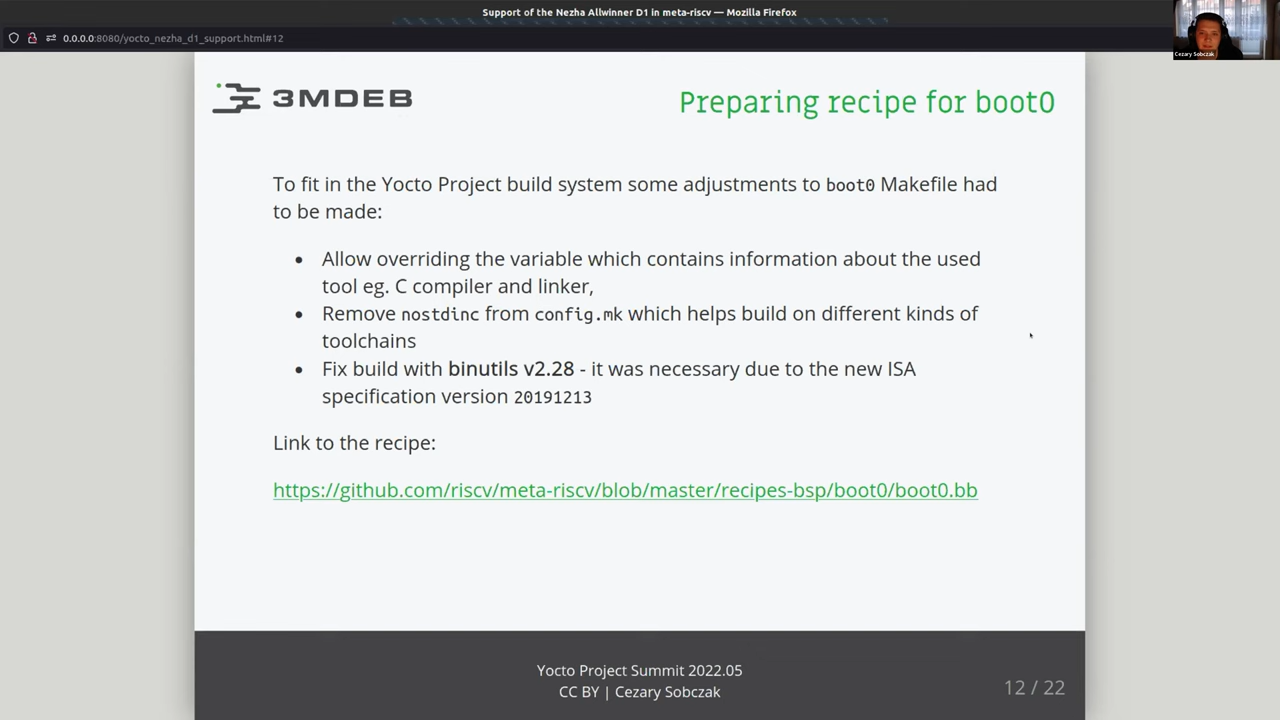 Support of the Nezha Allwinner D1 in meta-riscv — Mozilla Firefox
0.0.0.0:8080/yocto_nezha_d1_support.html#12
Cezary Sobczak
3MDEB
Preparing recipe for boot0
To fit in the Yocto Project build system some adjustments to boot0 Makefile had
to be made:
• Allow overriding the variable which contains information about the used
tool eg. C compiler and linker,
• Remove nostdinc from config.mk which helps build on different kinds of
toolchains
• Fix build with binutils v2.28 - it was necessary due to the new ISA
specification version 20191213
Link to the recipe:
https://github.com/riscv/meta-riscv/blob/master/recipes-bsp/boot0/boot0.bb
Yocto Project Summit 2022.05
CC BY | Cezary Sobczak
12 / 22